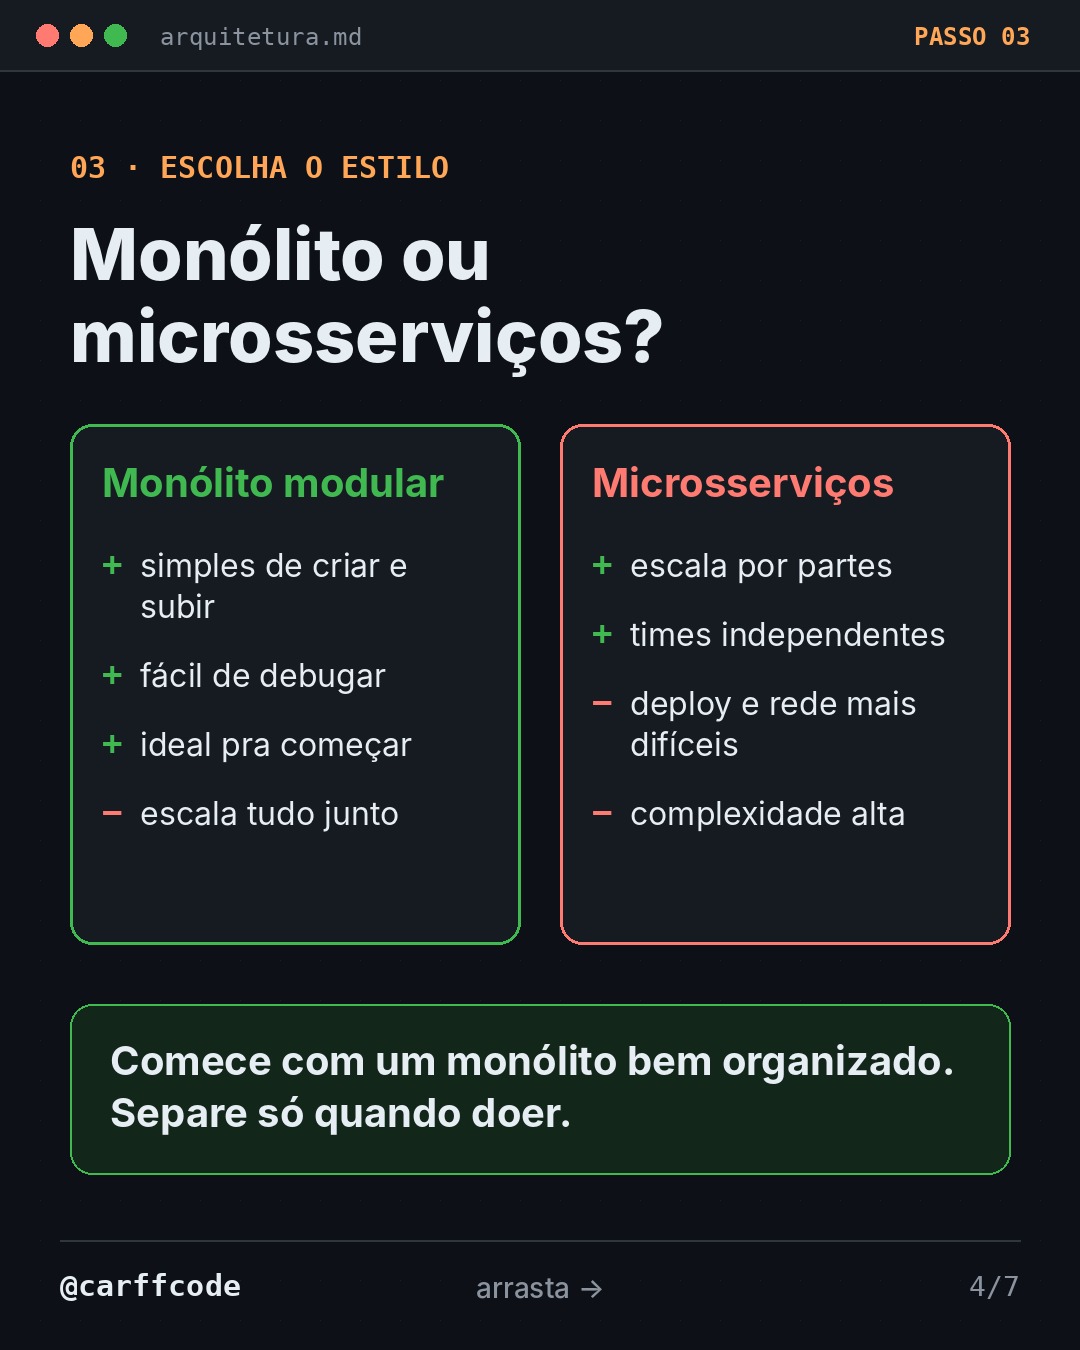 arquitetura.md
PASSO 03
03 · ESCOLHA O ESTILO
Monólito ou
microsserviços?
Monólito modular
+ simples de criar e
subir
+ fácil de debugar
+ ideal pra começar
− escala tudo junto
Microsserviços
+ escala por partes
+ times independentes
− deploy e rede mais
difíceis
− complexidade alta
Comece com um monólito bem organizado.
Separe só quando doer.
@carffcode
arrasta →
4/7